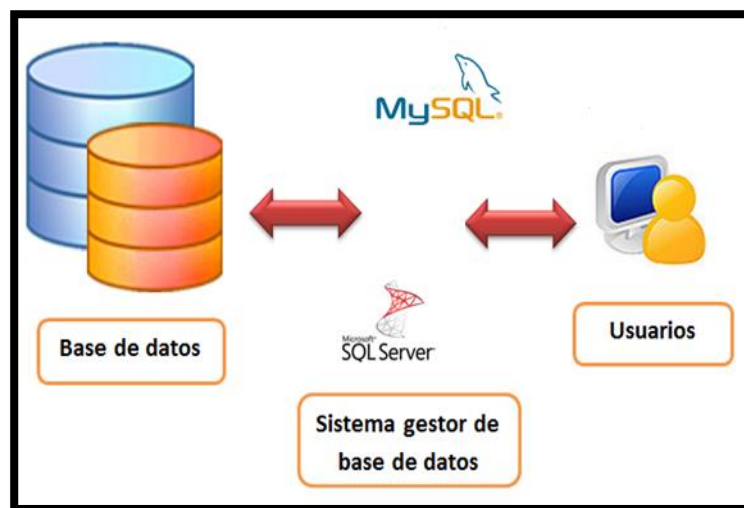 MySQL®
Base de datos
Microsoft®
SQL Server
Usuarios
Sistema gestor de
base de datos